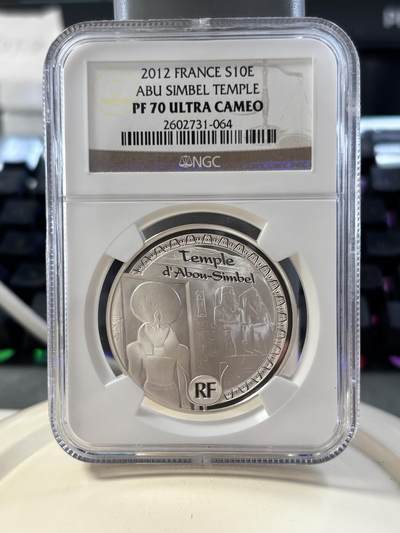 2012 FRANCE S10E
ABU SIMBEL TEMPLE
PF 70 ULTRA CAMEO
2602731-064
NGC
Temple
d'Abou-Simbel
RF